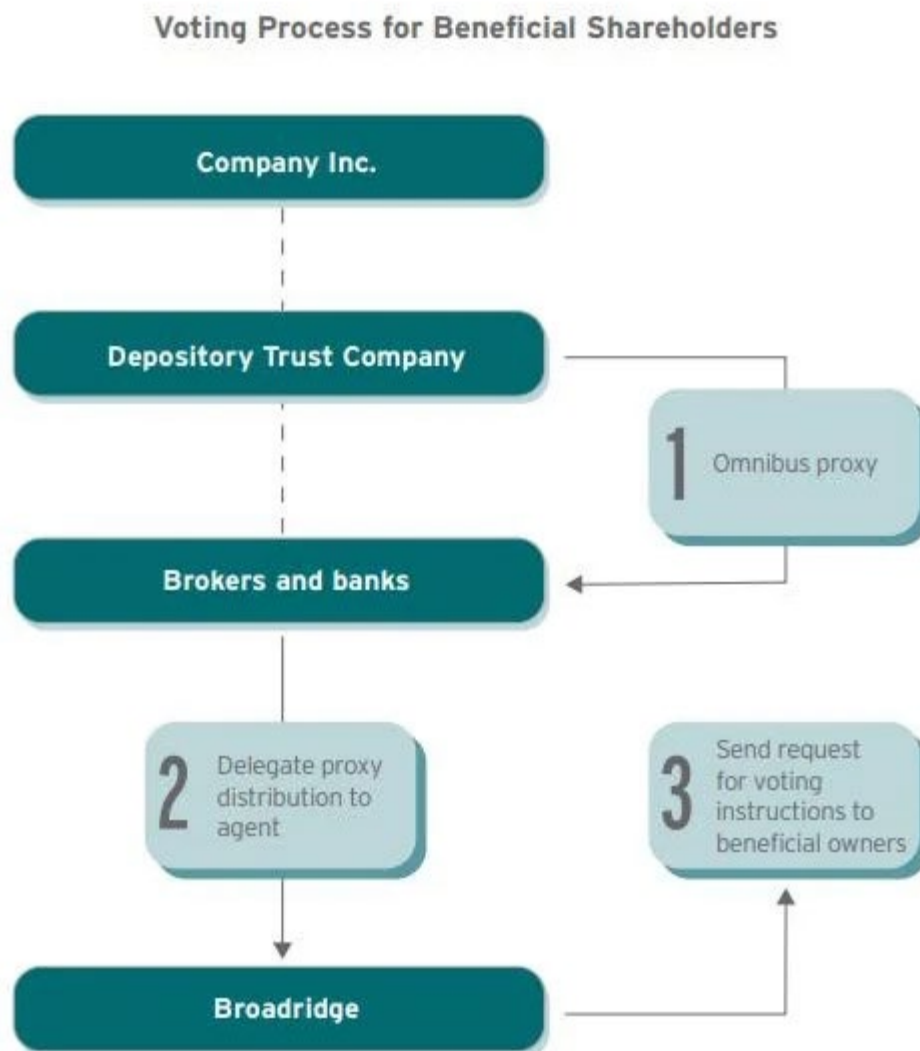 Voting Process for Beneficial Shareholders
Company Inc.
Depository Trust Company
1 Omnibus proxy
Brokers and banks
2 Delegate proxy
distribution to
agent
3 Send request
for voting
instructions to
beneficial owners
Broadridge